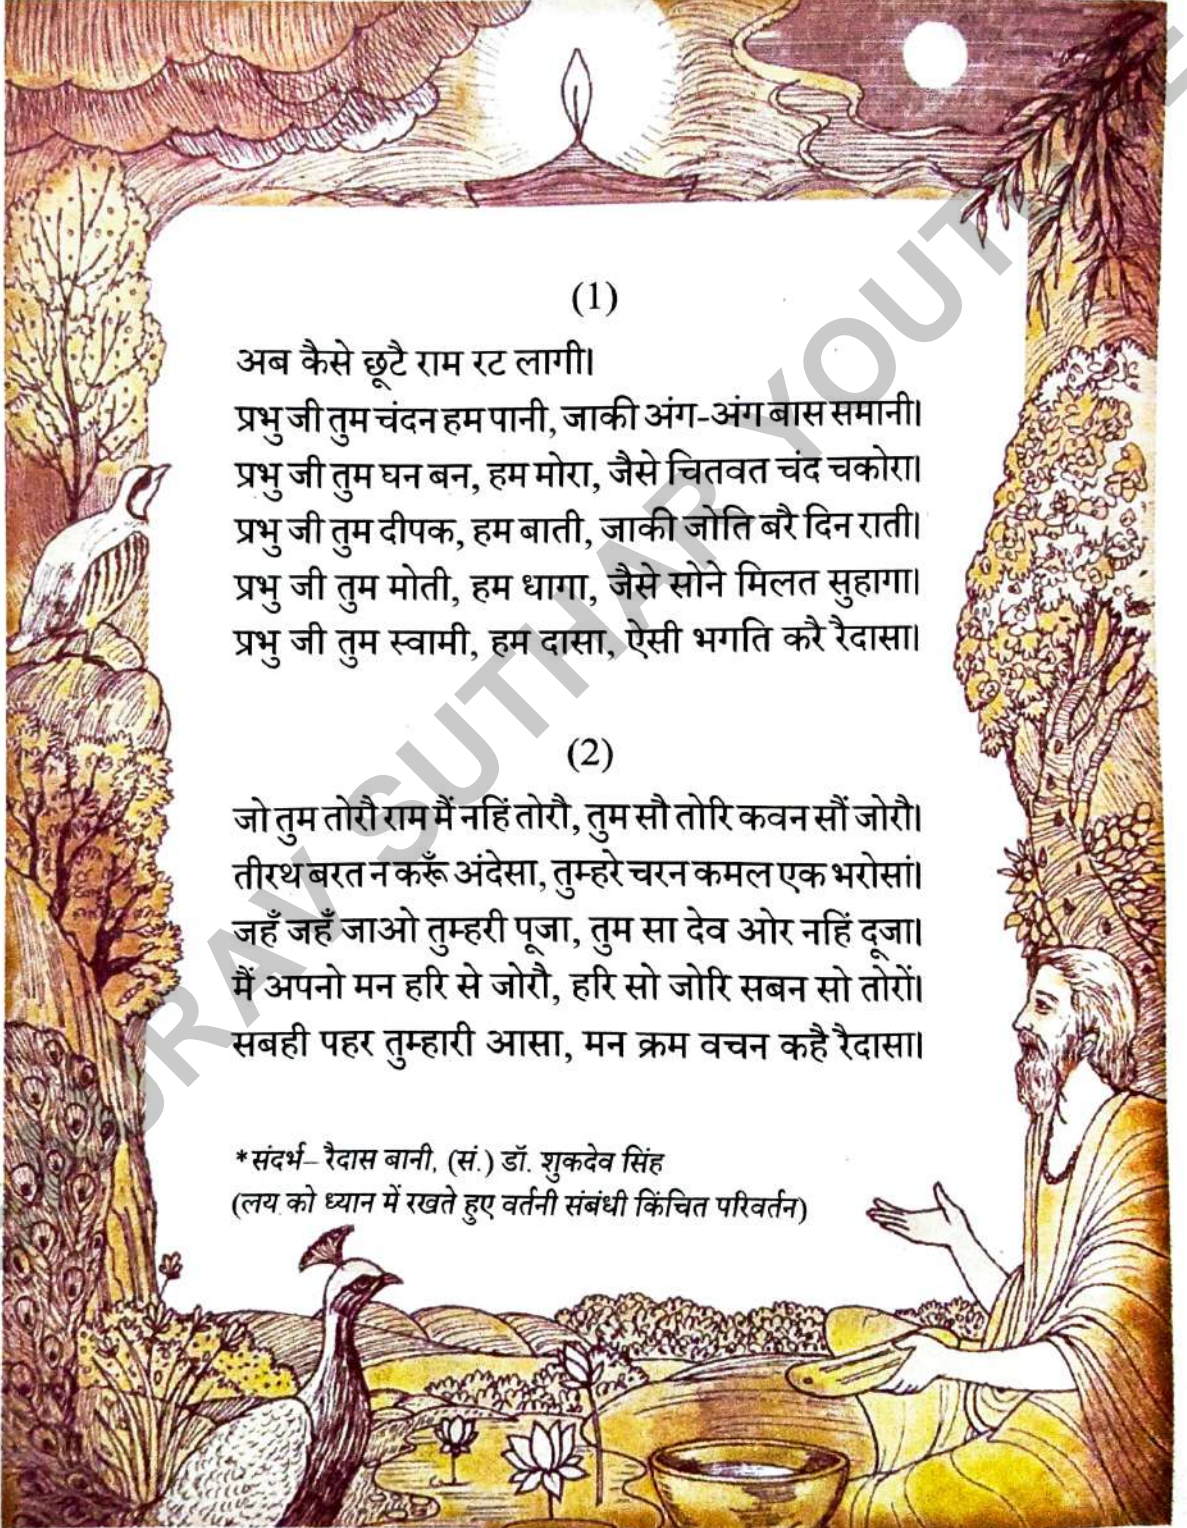 (1)
अब कैसे छूटै राम रट लागी।
प्रभु जी तुम चंदन हम पानी, जाकी अंग-अंग बास समानी।
प्रभु जी तुम घन बन, हम मोरा, जैसे चितवत चंद चकोरा।
प्रभु जी तुम दीपक, हम बाती, जाकी जोति बरै दिन राती।
प्रभु जी तुम मोती, हम धागा, जैसे सोने मिलत सुहागा।
प्रभु जी तुम स्वामी, हम दासा, ऐसी भगति करै रैदासा।
(2)
जो तुम तोरौ राम मैं नहिं तोरौ, तुम सौ तोरि कवन सौं जोरौ।
तीरथ बरत न करूँ अंदेसा, तुम्हरे चरन कमल एक भरोसां।
जहँ जहँ जाओ तुम्हरी पूजा, तुम सा देव ओर नहिं दूजा।
मैं अपनो मन हरि से जोरौ, हरि सो जोरि सबन सो तोरों।
सबही पहर तुम्हारी आसा, मन क्रम वचन कहै रैदासा।
*संदर्भ– रैदास बानी, (सं.) डॉ. शुकदेव सिंह
(लय को ध्यान में रखते हुए वर्तनी संबंधी किंचित परिवर्तन)
SUTHAR